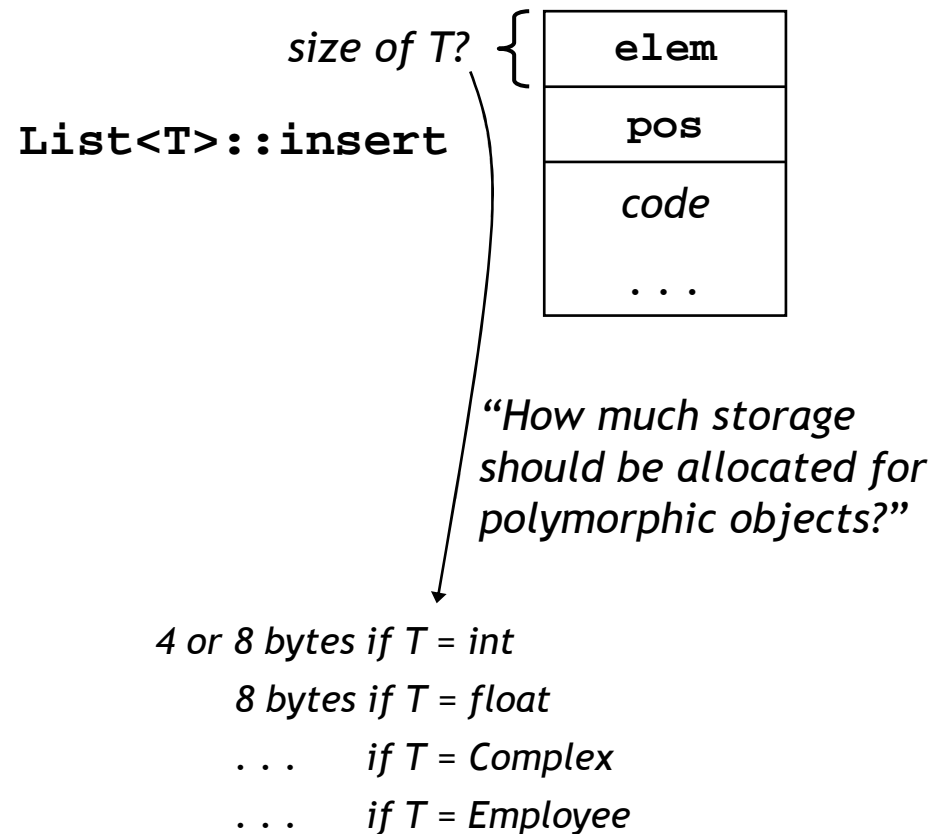 size of T?
elem
List<T>::insert
pos
code
. . .
“How much storage
should be allocated for
polymorphic objects?”
4 or 8 bytes if T = int
8 bytes if T = float
. . . if T = Complex
. . . if T = Employee